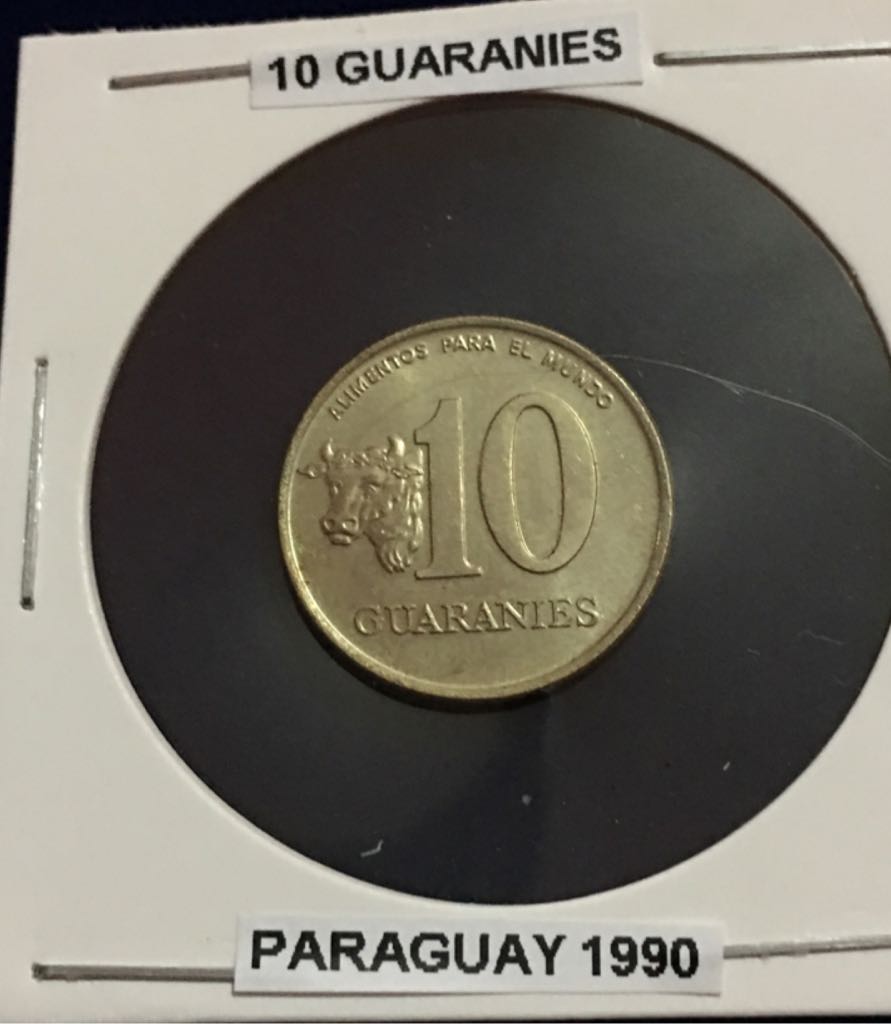 10 GUARANIES
ALIMENTOS PARA EL MUNDO
10
GUARANIES
PARAGUAY 1990